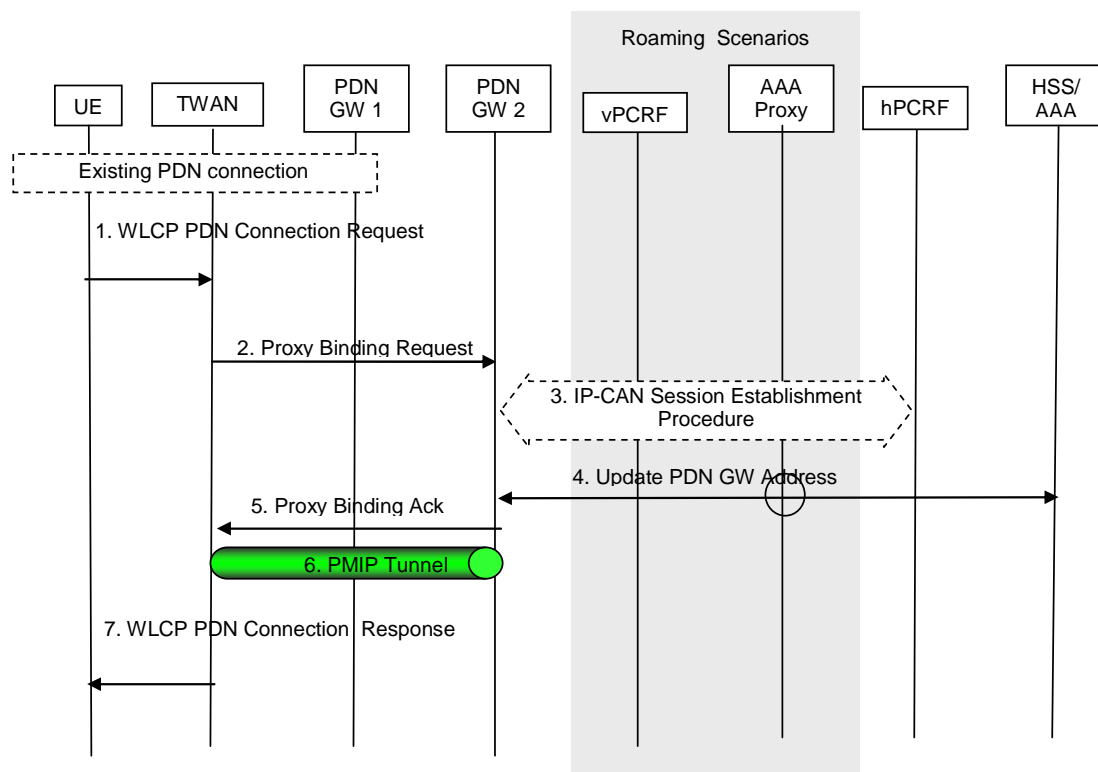 Roaming Scenarios
UE
TWAN
PDN
GW 1
PDN
GW 2
vPCRF
AAA
Proxy
hPCRF
HSS/
AAA
Existing PDN connection
1. WLCP PDN Connection Request
2. Proxy Binding Request
3. IP-CAN Session Establishment
Procedure
4. Update PDN GW Address
5. Proxy Binding Ack
6. PMIP Tunnel
7. WLCP PDN Connection Response